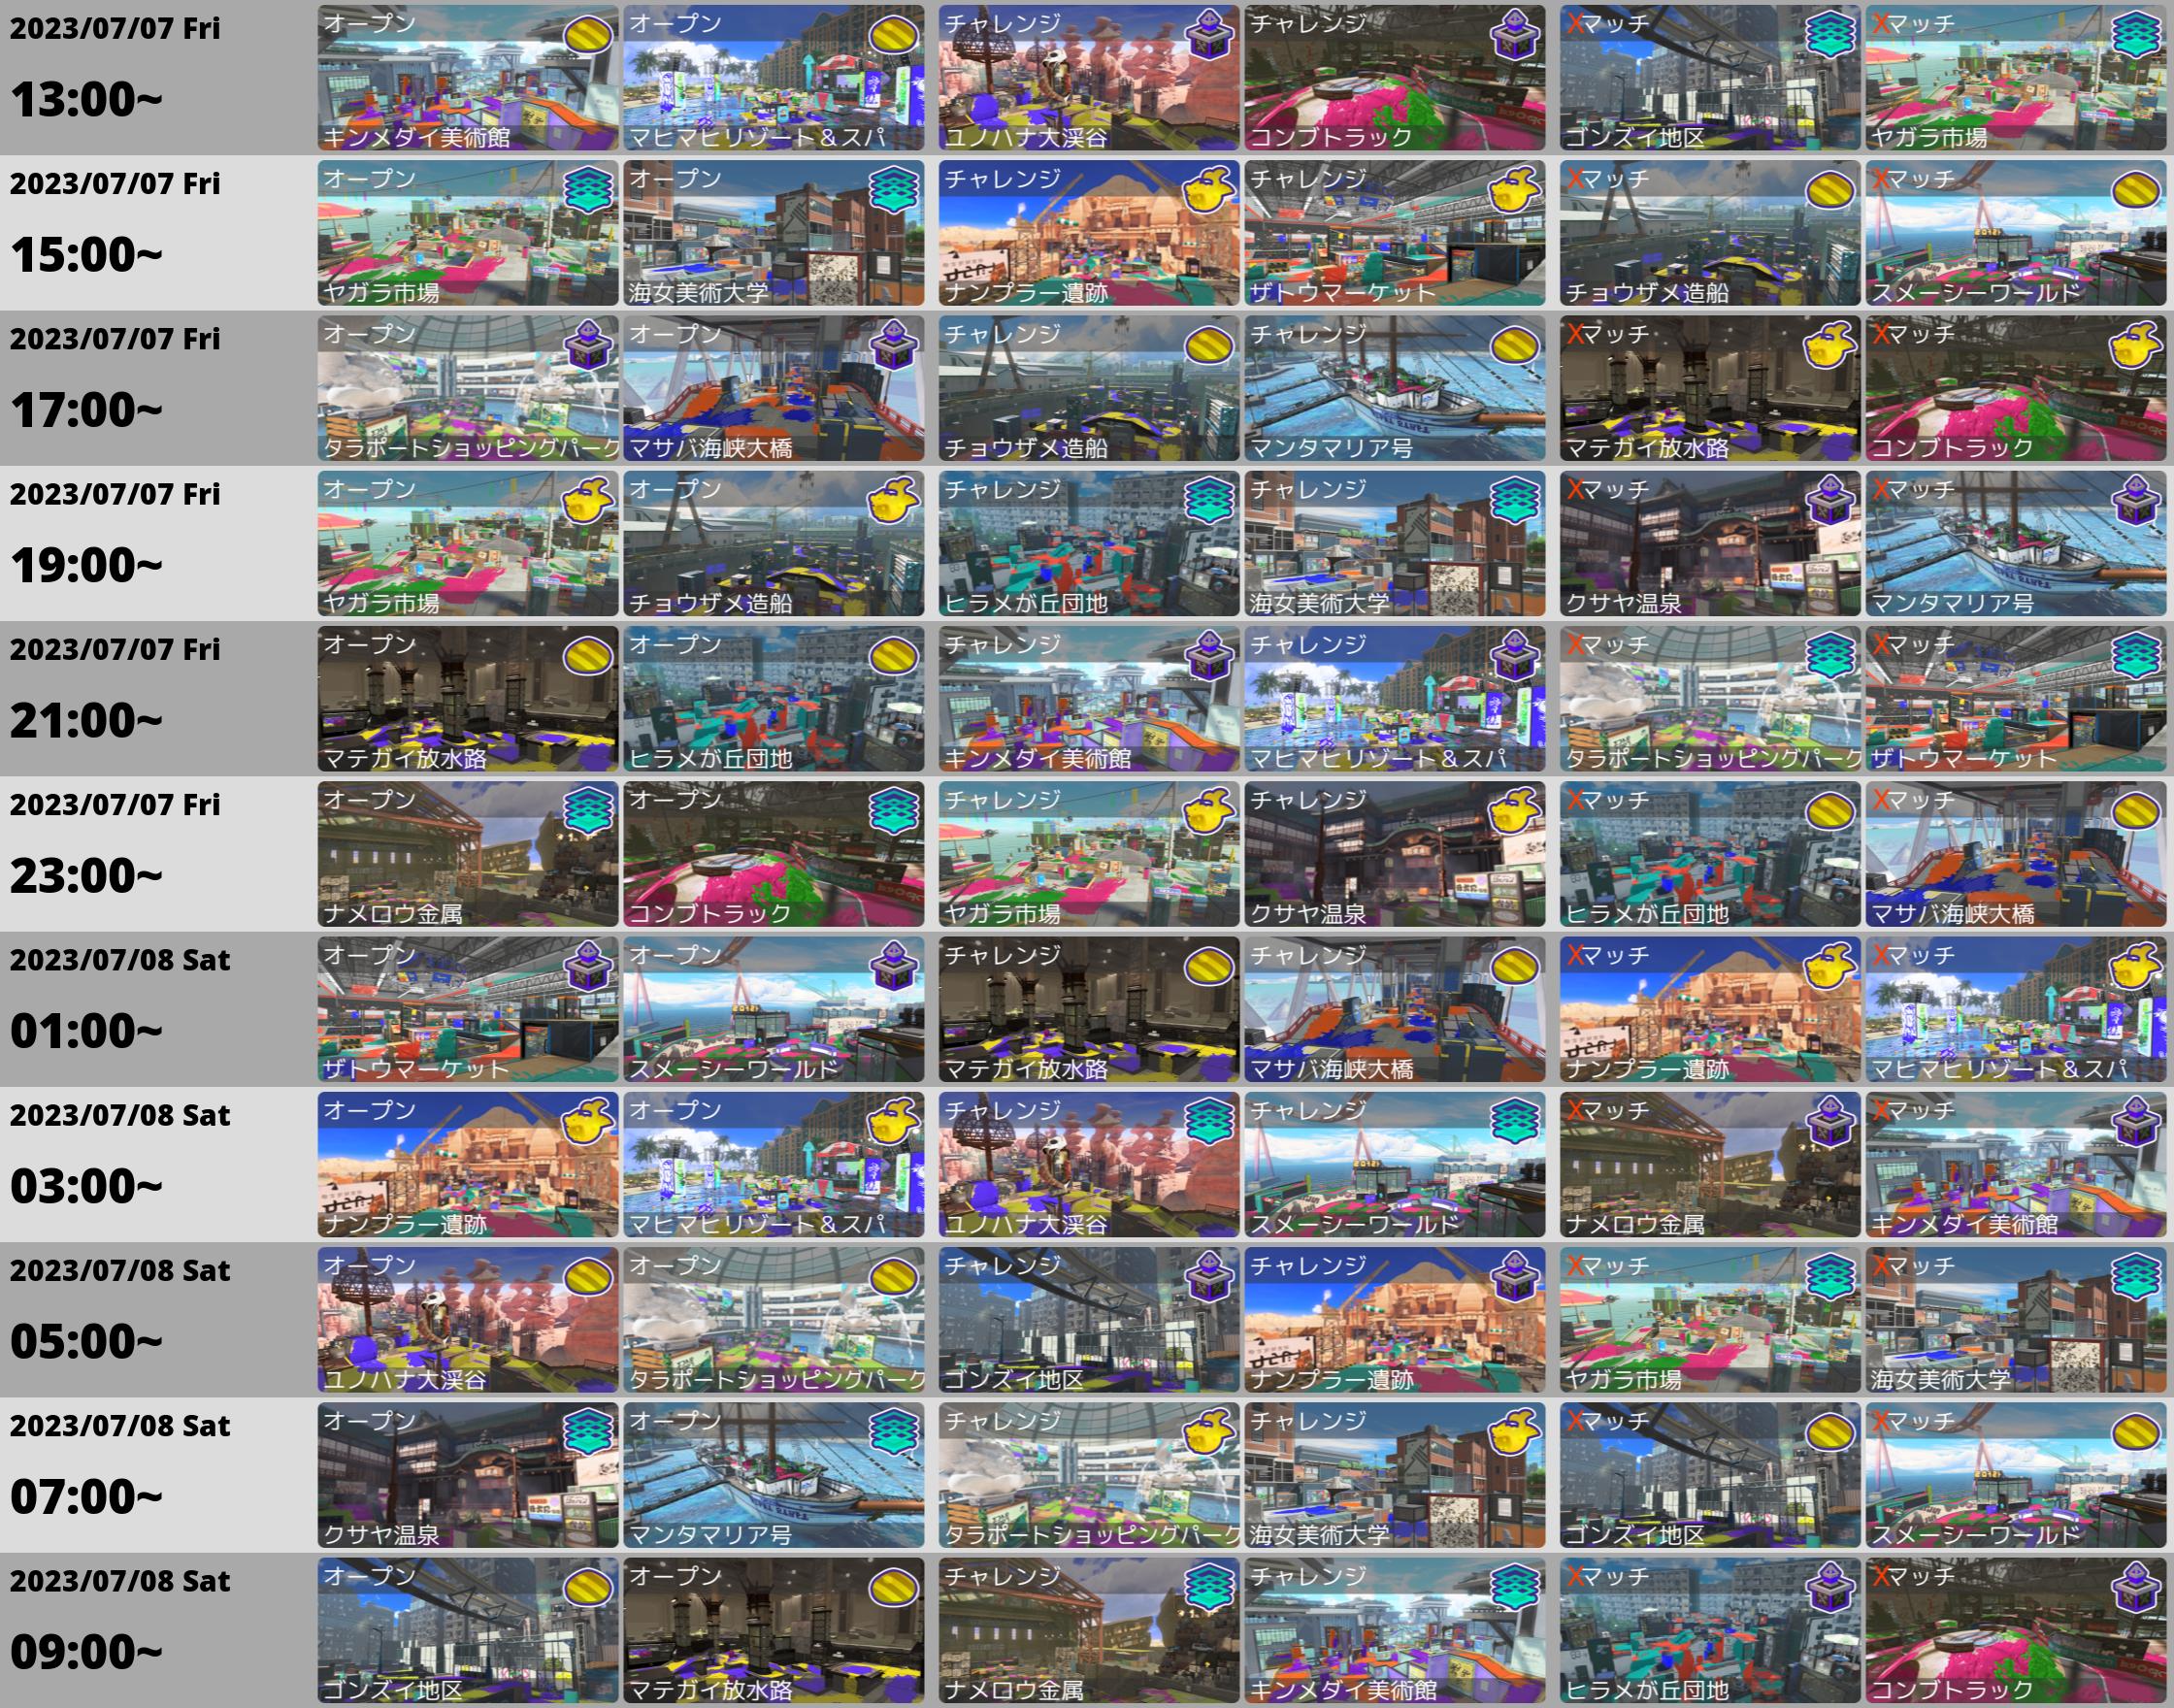 2023/07/07 Fri
13:00~
オープン
キンメダイ美術館
オープン
マヒマヒリゾート＆スパ
チャレンジ
ユノハナ大渓谷
チャレンジ
コンブトラック
Xマッチ
ゴンズイ地区
Xマッチ
ヤガラ市場
2023/07/07 Fri
15:00~
オープン
ヤガラ市場
オープン
海女美術大学
チャレンジ
ナンプラー遺跡
チャレンジ
ザトウマーケット
Xマッチ
チョウザメ造船
Xマッチ
スメーシーワールド
2023/07/07 Fri
17:00~
オープン
タラポートショッピングパーク
オープン
マサバ海峡大橋
チャレンジ
チョウザメ造船
チャレンジ
マンタマリア号
Xマッチ
マテガイ放水路
Xマッチ
コンブトラック
2023/07/07 Fri
19:00~
オープン
ヤガラ市場
オープン
チョウザメ造船
チャレンジ
ヒラメが丘団地
チャレンジ
海女美術大学
Xマッチ
クサヤ温泉
Xマッチ
マンタマリア号
2023/07/07 Fri
21:00~
オープン
マテガイ放水路
オープン
ヒラメが丘団地
チャレンジ
キンメダイ美術館
チャレンジ
マヒマヒリゾート＆スパ
Xマッチ
タラポートショッピングパーク
Xマッチ
ザトウマーケット
2023/07/07 Fri
23:00~
オープン
ナメロウ金属
オープン
コンブトラック
チャレンジ
ヤガラ市場
チャレンジ
クサヤ温泉
Xマッチ
ヒラメが丘団地
Xマッチ
マサバ海峡大橋
2023/07/08 Sat
01:00~
オープン
ザトウマーケット
オープン
スメーシーワールド
チャレンジ
マテガイ放水路
チャレンジ
マサバ海峡大橋
Xマッチ
ナンプラー遺跡
Xマッチ
マヒマヒリゾート＆スパ
2023/07/08 Sat
03:00~
オープン
ナンプラー遺跡
オープン
マヒマヒリゾート＆スパ
チャレンジ
ユノハナ大渓谷
チャレンジ
スメーシーワールド
Xマッチ
ナメロウ金属
Xマッチ
キンメダイ美術館
2023/07/08 Sat
05:00~
オープン
ユノハナ大渓谷
オープン
タラポートショッピングパーク
チャレンジ
ゴンズイ地区
チャレンジ
ナンプラー遺跡
Xマッチ
ヤガラ市場
Xマッチ
海女美術大学
2023/07/08 Sat
07:00~
オープン
クサヤ温泉
オープン
マンタマリア号
チャレンジ
タラポートショッピングパーク
チャレンジ
海女美術大学
Xマッチ
ゴンズイ地区
Xマッチ
スメーシーワールド
2023/07/08 Sat
09:00~
オープン
ゴンズイ地区
オープン
マテガイ放水路
チャレンジ
ナメロウ金属
チャレンジ
キンメダイ美術館
Xマッチ
ヒラメが丘団地
Xマッチ
コンブトラック